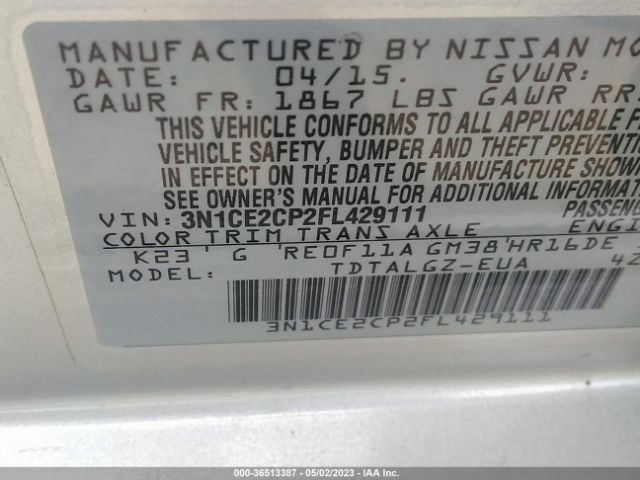 MANUFACTURED BY NISSAN MO
DATE: 04/15. GVWR:
GAWR FR: 1867 LBS GAWR RR:
THIS VEHICLE CONFORMS TO ALL APPLICABLE F
VEHICLE SAFETY, BUMPER AND THEFT PREVENTI
IN EFFECT ON THE DATE OF MANUFACTURE SHOWN
SEE OWNER'S MANUAL FOR ADDITIONAL INFORMAT
VIN: 3N1CE2CP2FL429111 PASSENG
COLOR TRIM TRANS AXLE ENGI
K23 G RE0F11A GM38 HR16DE
MODEL: TDTALGZ-EUA 42
3N1CE2CP2FL429111
000-36513387 - 05/02/2023 - IAA Inc.